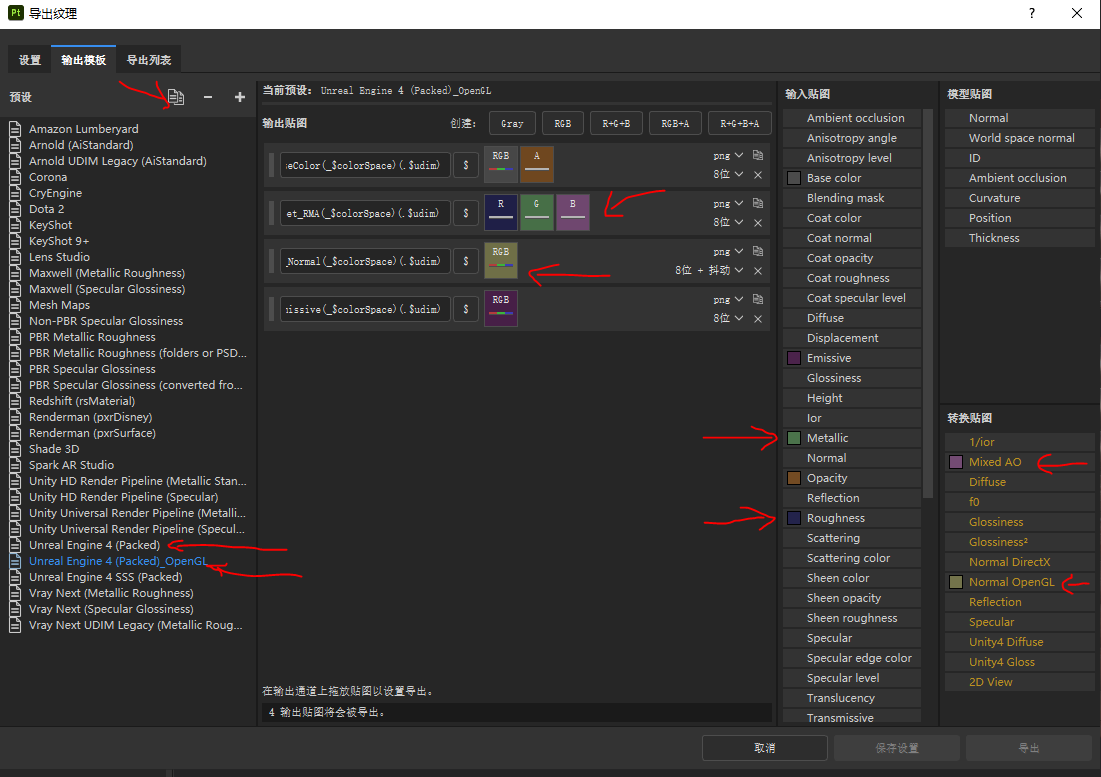 Pt 导出纹理 ?
设置 输出模板 导出列表
预设
Amazon Lumberyard
Arnold (AiStandard)
Arnold UDIM Legacy (AiStandard)
Corona
CryEngine
Dota 2
KeyShot
KeyShot 9+
Lens Studio
Maxwell (Metallic Roughness)
Maxwell (Specular Glossiness)
Mesh Maps
Non-PBR Specular Glossiness
PBR Metallic Roughness
PBR Metallic Roughness (folders or PSD...
PBR Specular Glossiness
PBR Specular Glossiness (converted fro...
Redshift (rsMaterial)
Renderman (pxrDisney)
Renderman (pxrSurface)
Shade 3D
Spark AR Studio
Unity HD Render Pipeline (Metallic Stan...
Unity HD Render Pipeline (Specular)
Unity Universal Render Pipeline (Metalli...
Unity Universal Render Pipeline (Specul...
Unreal Engine 4 (Packed)
Unreal Engine 4 (Packed)_OpenGL
Unreal Engine 4 SSS (Packed)
Vray Next (Metallic Roughness)
Vray Next (Specular Glossiness)
Vray Next UDIM Legacy (Metallic Roug...
当前预设: Unreal Engine 4 (Packed)_OpenGL
输出贴图 创建: Gray RGB R+G+B RGB+A R+G+B+A
eColor(_$colorSpace)(.$udim) $ RGB A png
8位
et_RMA(_$colorSpace)(.$udim) $ R G B png
8位
_Normal(_$colorSpace)(.$udim) $ RGB png
8位 + 抖动
issive(_$colorSpace)(.$udim) $ RGB png
8位
在输出通道上拖放贴图以设置导出。
4 输出贴图将会被导出。
输入贴图
Ambient occlusion
Anisotropy angle
Anisotropy level
Base color
Blending mask
Coat color
Coat normal
Coat opacity
Coat roughness
Coat specular level
Diffuse
Displacement
Emissive
Glossiness
Height
Ior
Metallic
Normal
Opacity
Reflection
Roughness
Scattering
Scattering color
Sheen color
Sheen opacity
Sheen roughness
Specular
Specular edge color
Specular level
Translucency
Transmissive
模型贴图
Normal
World space normal
ID
Ambient occlusion
Curvature
Position
Thickness
转换贴图
1/ior
Mixed AO
Diffuse
f0
Glossiness
Glossiness²
Normal DirectX
Normal OpenGL
Reflection
Specular
Unity4 Diffuse
Unity4 Gloss
2D View
取消 保存设置 导出